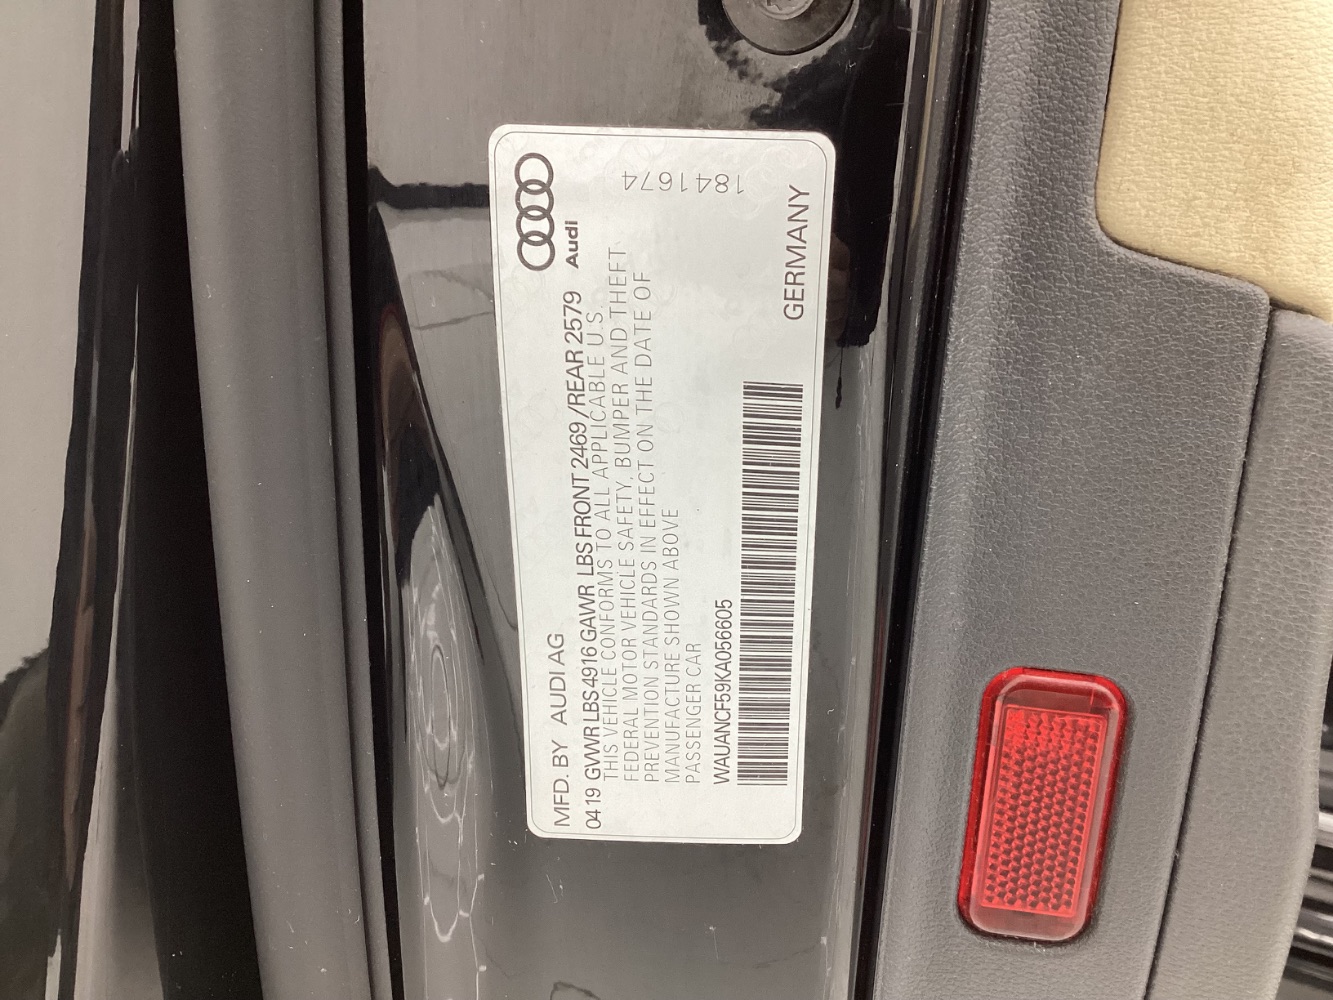 Audi
MFD. BY AUDI AG
04 19 GVWR LBS 4916 GAWR LBS FRONT 2469 /REAR 2579
THIS VEHICLE CONFORMS TO ALL APPLICABLE U.S.
FEDERAL MOTOR VEHICLE SAFETY, BUMPER AND THEFT
PREVENTION STANDARDS IN EFFECT ON THE DATE OF
MANUFACTURE SHOWN ABOVE
PASSENGER CAR
WAUANCF59KA056605
1841674
GERMANY